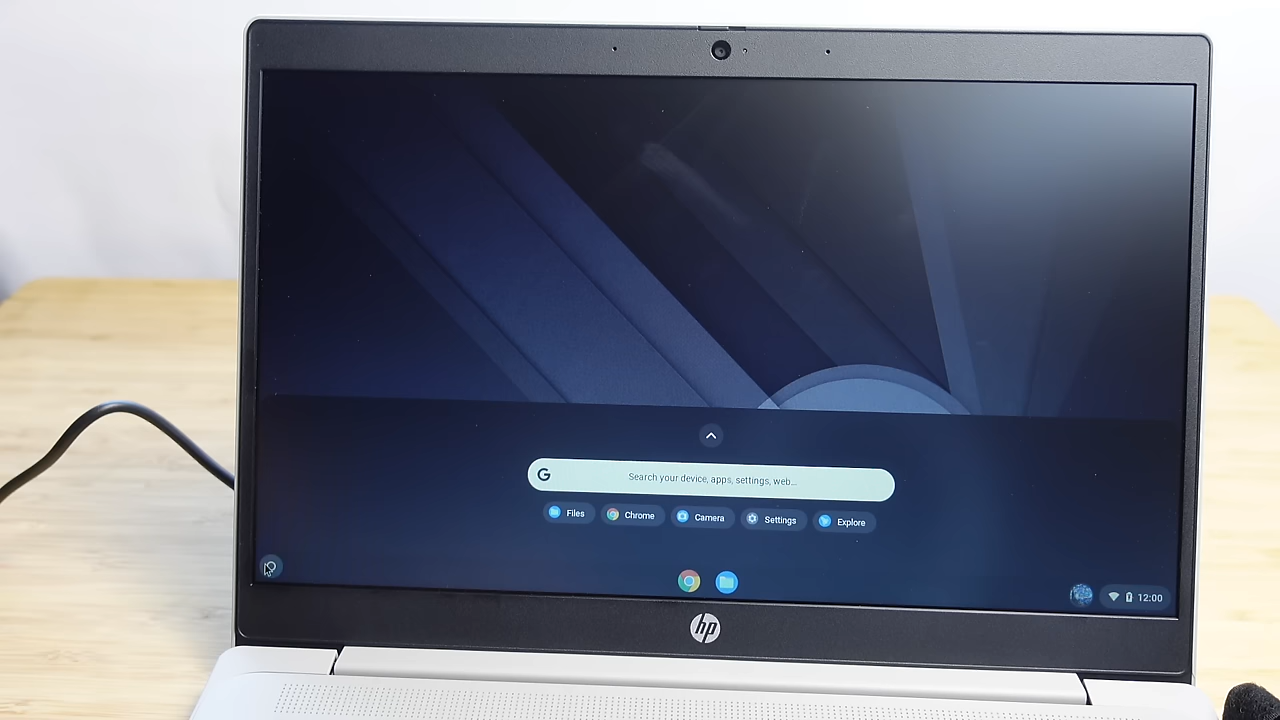 G Search your device, apps, settings, web...
Files Chrome Camera Settings Explore
12:00
hp